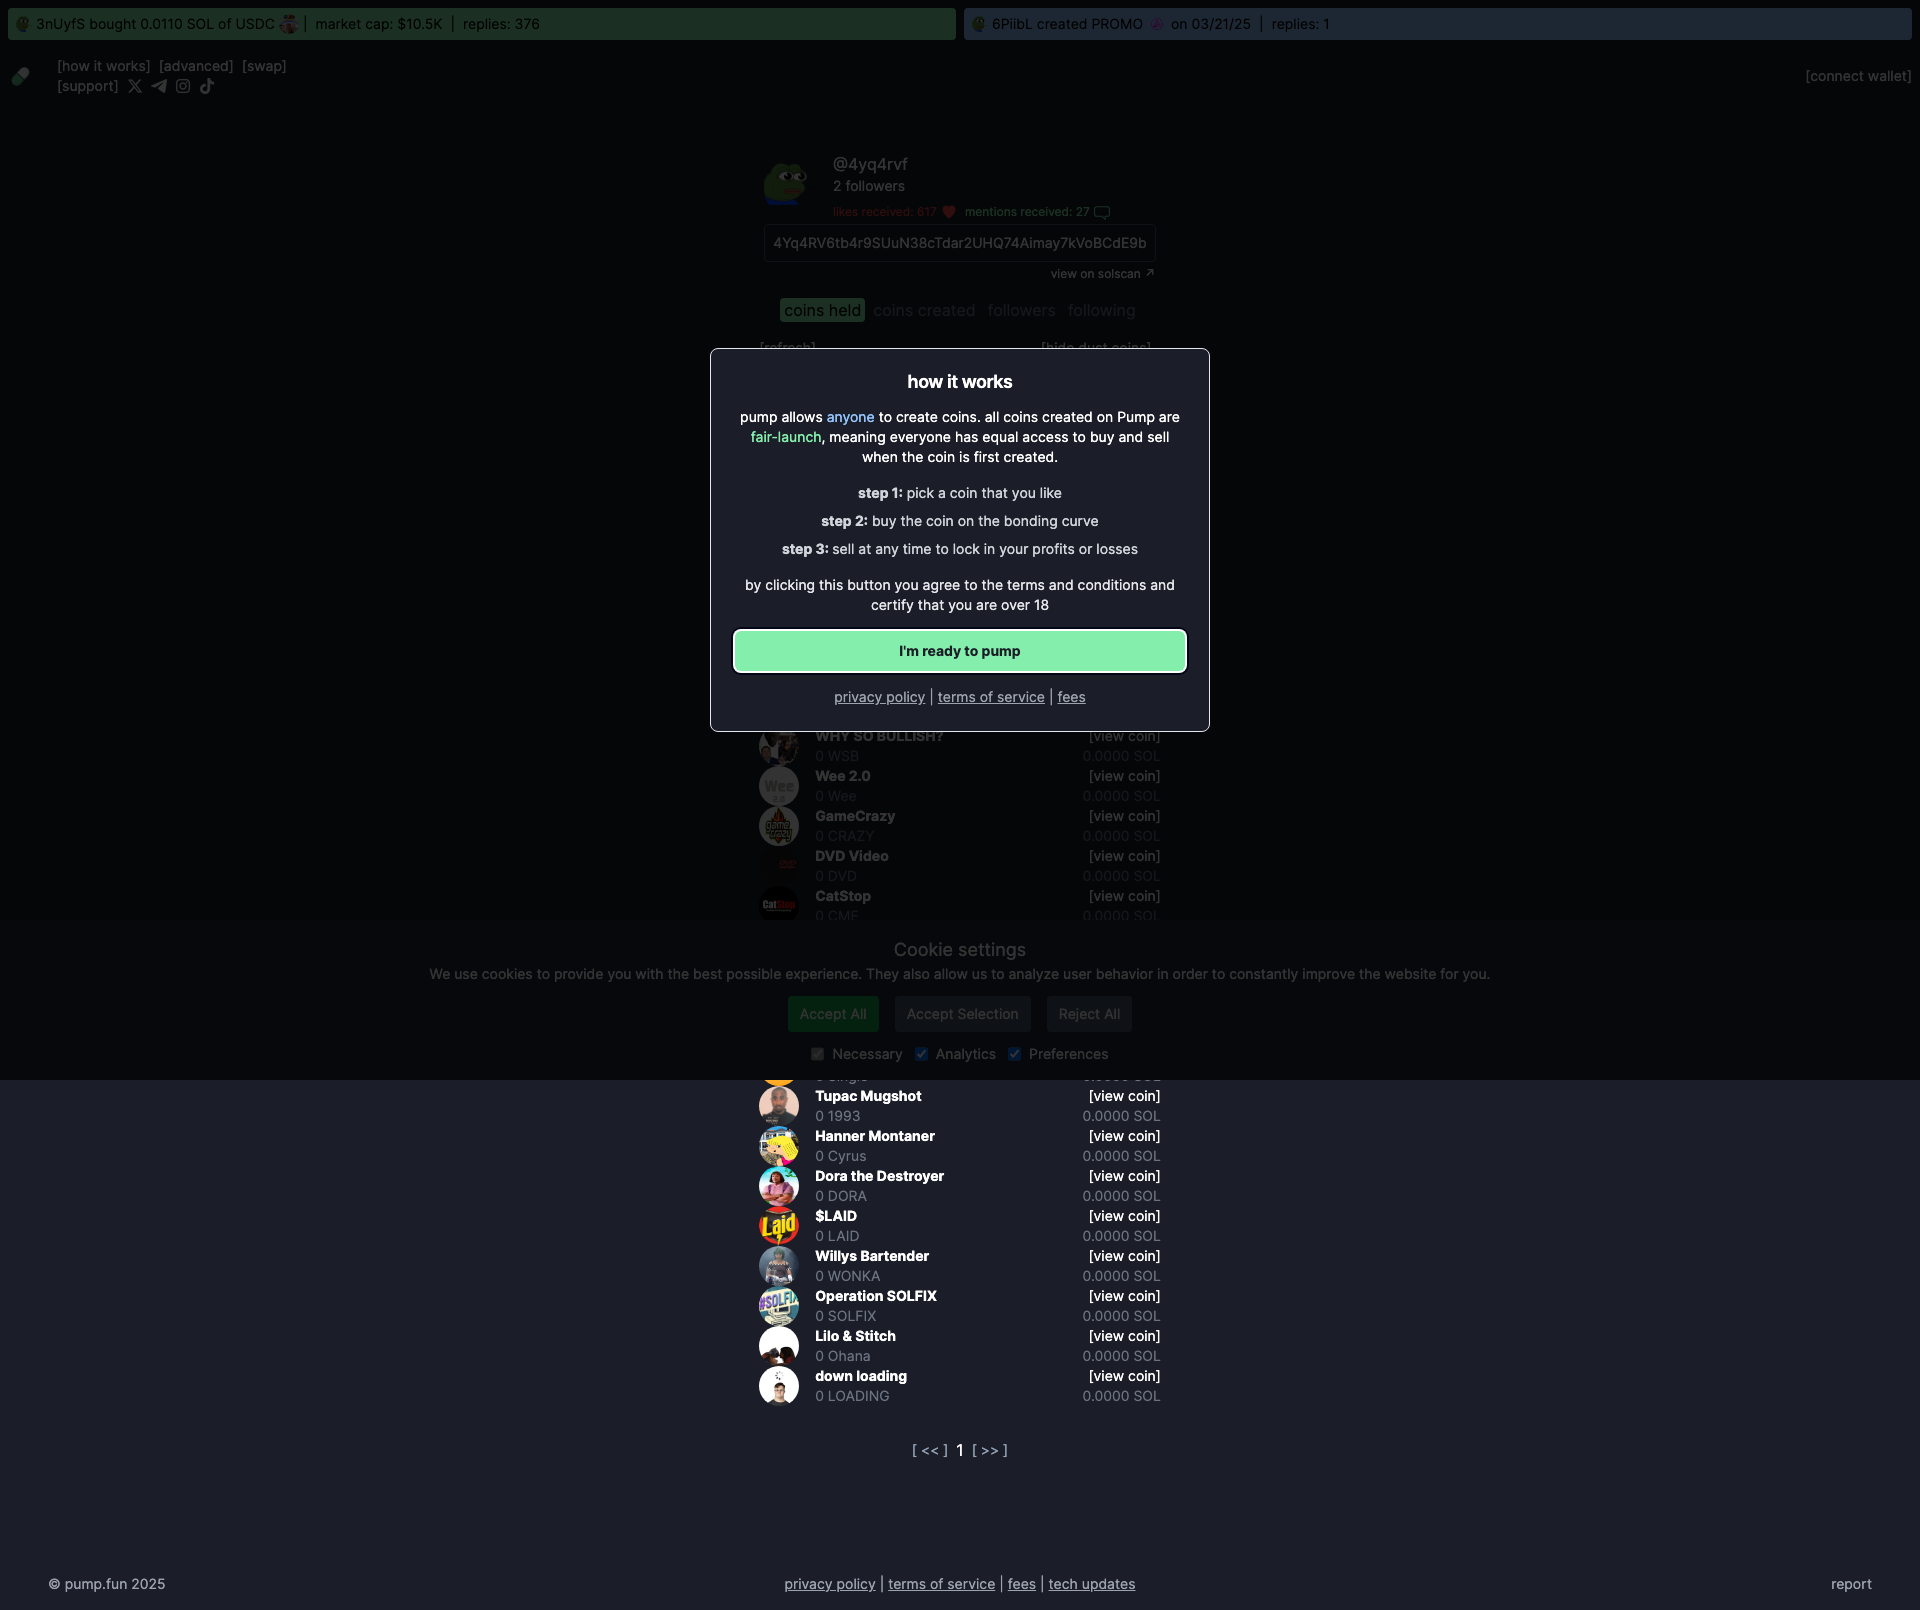 3nUyfS bought 0.0110 SOL of USDC | market cap: $10.5K | replies: 376
6PiibL created PROMO on 03/21/25 | replies: 1
[how it works] [advanced] [swap]
[support]
[connect wallet]
@4yq4rvf
2 followers
likes received: 617 mentions received: 27
4Yq4RV6tb4r9SUuN38cTdar2UHQ74Aimay7kVoBCdE9b
view on solscan ↗
coins held coins created followers following
[refresh] [hide dust coins]
how it works
pump allows anyone to create coins. all coins created on Pump are
fair-launch, meaning everyone has equal access to buy and sell
when the coin is first created.
step 1: pick a coin that you like
step 2: buy the coin on the bonding curve
step 3: sell at any time to lock in your profits or losses
by clicking this button you agree to the terms and conditions and
certify that you are over 18
I'm ready to pump
privacy policy | terms of service | fees
WHY SO BULLISH? [view coin]
0 WSB 0.0000 SOL
Wee 2.0 [view coin]
0 Wee 0.0000 SOL
GameCrazy [view coin]
0 CRAZY 0.0000 SOL
DVD Video [view coin]
0 DVD 0.0000 SOL
CatStop [view coin]
0 CME 0.0000 SOL
Cookie settings
We use cookies to provide you with the best possible experience. They also allow us to analyze user behavior in order to constantly improve the website for you.
Accept All Accept Selection Reject All
Necessary Analytics Preferences
Tupac Mugshot [view coin]
0 1993 0.0000 SOL
Hanner Montaner [view coin]
0 Cyrus 0.0000 SOL
Dora the Destroyer [view coin]
0 DORA 0.0000 SOL
$LAID [view coin]
0 LAID 0.0000 SOL
Willys Bartender [view coin]
0 WONKA 0.0000 SOL
Operation SOLFIX [view coin]
0 SOLFIX 0.0000 SOL
Lilo & Stitch [view coin]
0 Ohana 0.0000 SOL
down loading [view coin]
0 LOADING 0.0000 SOL
[ << ] 1 [ >> ]
© pump.fun 2025
privacy policy | terms of service | fees | tech updates
report